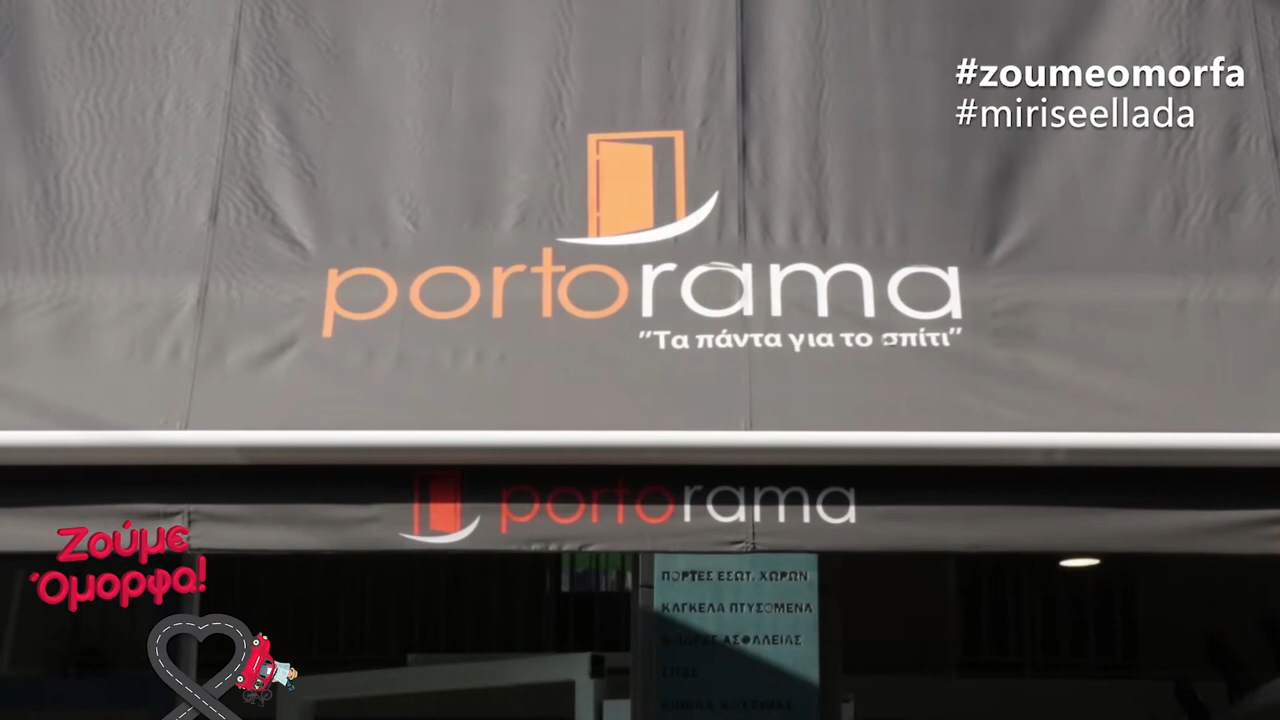 #zoumeomorfa
#miriseellada
portorama
"Τα πάντα για το σπίτι"
portorama
Ζούμε
Όμορφα!
ΠΟΡΤΕΣ ΕΣΩΤ. ΧΩΡΩΝ
ΚΑΓΚΕΛΑ ΠΤΥΣΟΜΕΝΑ
ΑΣΦΑΛΕΙΑΣ